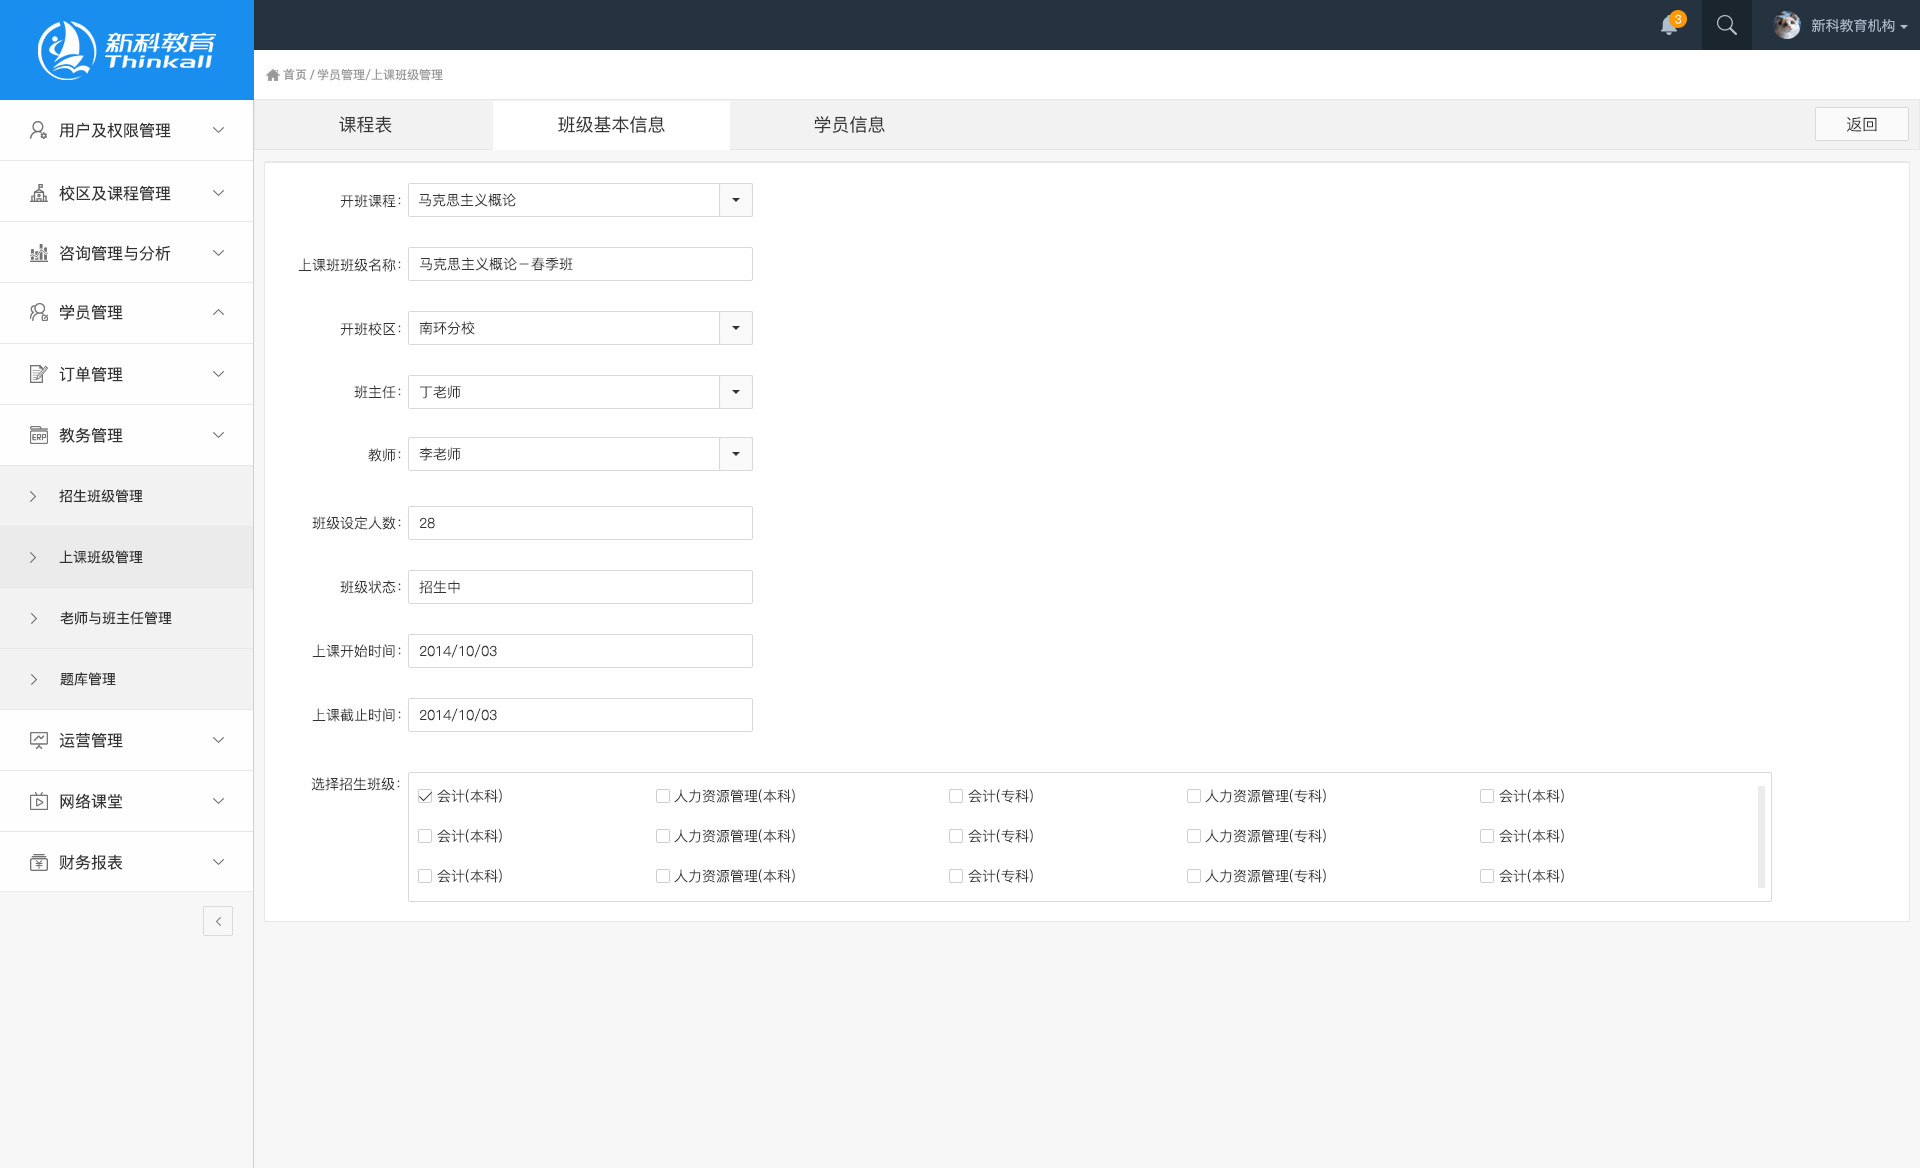 新科教育
Thinkall
3
新科教育机构
首页 / 学员管理/上课班级管理
课程表
班级基本信息
学员信息
返回
用户及权限管理
校区及课程管理
咨询管理与分析
学员管理
订单管理
ERP
教务管理
招生班级管理
上课班级管理
老师与班主任管理
题库管理
运营管理
网络课堂
财务报表
开班课程: 马克思主义概论
上课班班级名称: 马克思主义概论－春季班
开班校区: 南环分校
班主任: 丁老师
教师: 李老师
班级设定人数: 28
班级状态: 招生中
上课开始时间: 2014/10/03
上课截止时间: 2014/10/03
选择招生班级:
会计(本科) 人力资源管理(本科) 会计(专科) 人力资源管理(专科) 会计(本科)
会计(本科) 人力资源管理(本科) 会计(专科) 人力资源管理(专科) 会计(本科)
会计(本科) 人力资源管理(本科) 会计(专科) 人力资源管理(专科) 会计(本科)